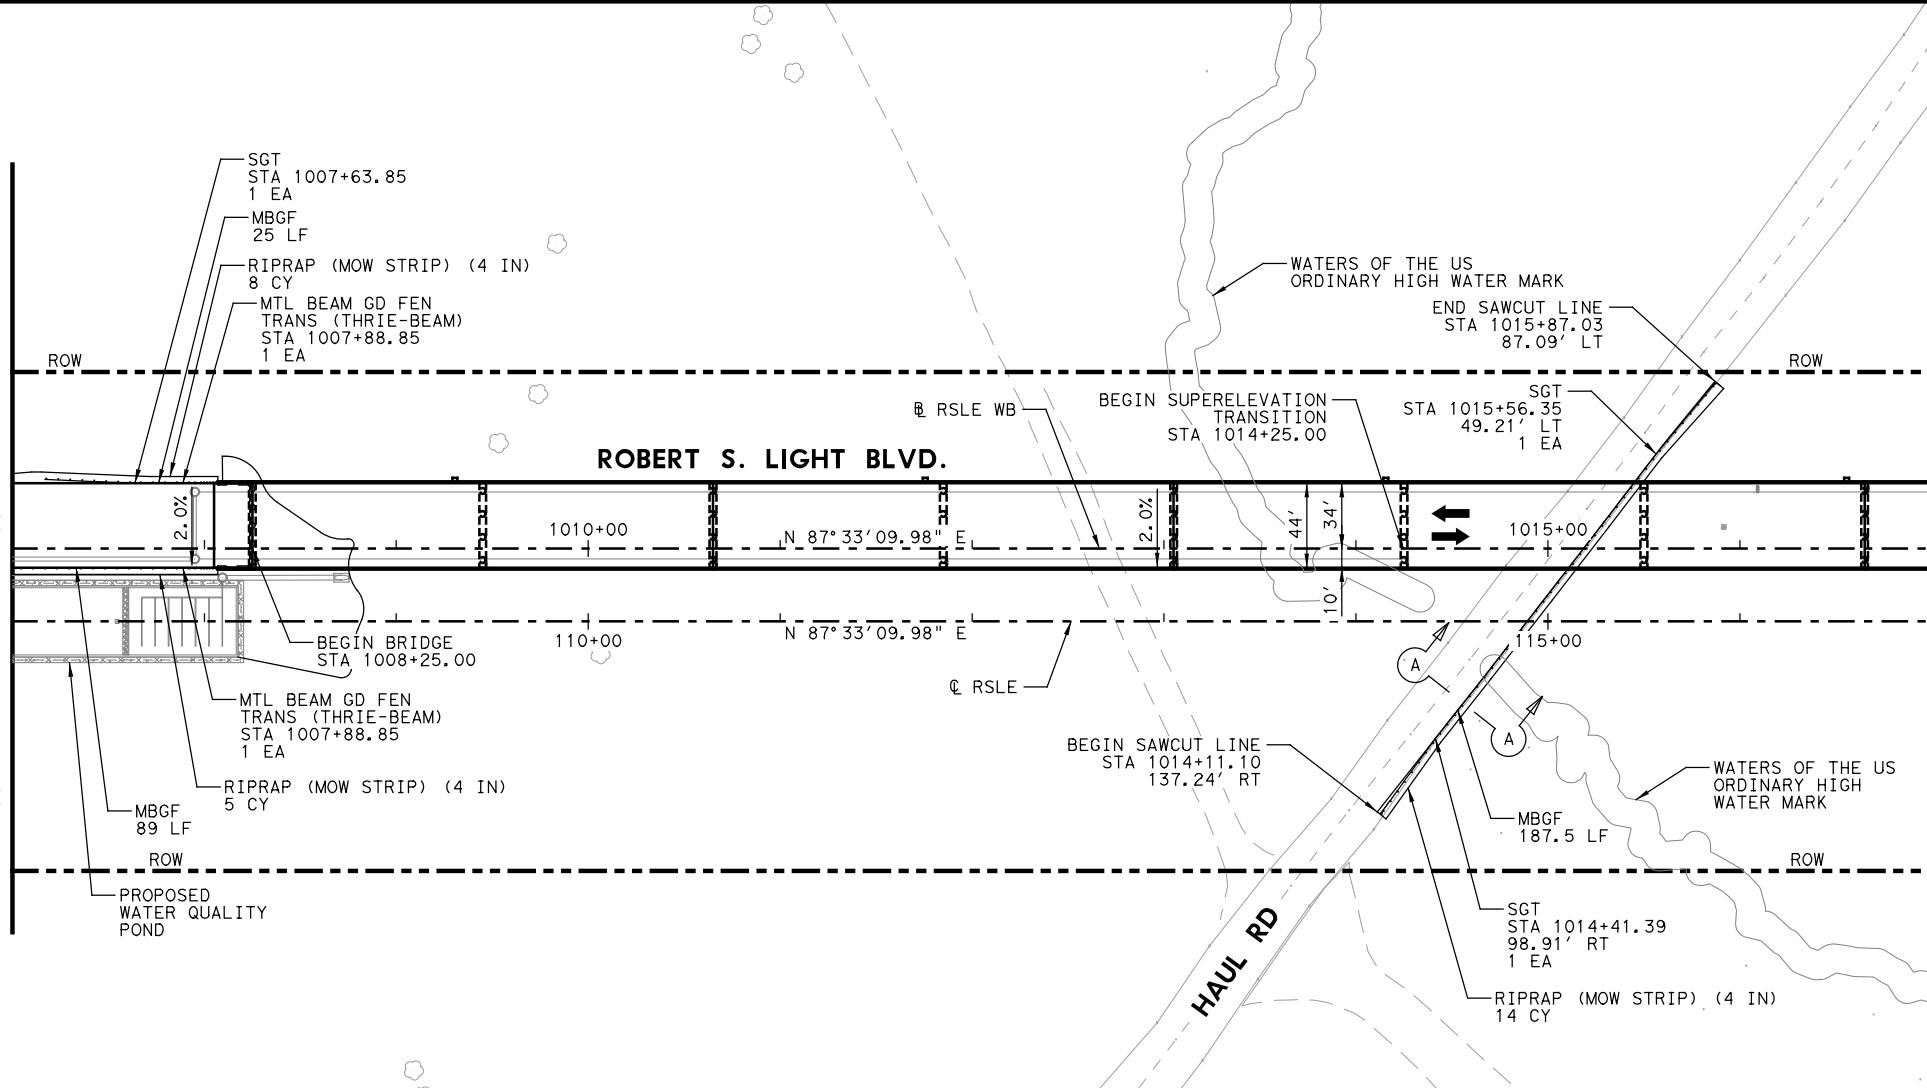 SGT
STA 1007+63.85
1 EA
MBGF
25 LF
RIPRAP (MOW STRIP) (4 IN)
8 CY
MTL BEAM GD FEN
TRANS (THRIE-BEAM)
STA 1007+88.85
1 EA
ROW
WATERS OF THE US
ORDINARY HIGH WATER MARK
END SAWCUT LINE
STA 1015+87.03
87.09' LT
ROW
SGT
STA 1015+56.35
49.21' LT
1 EA
BEGIN SUPERELEVATION
TRANSITION
STA 1014+25.00
RSLE WB
ROBERT S. LIGHT BLVD.
2.0%
1010+00
N 87°33'09.98" E
2.0%
44'
34'
10'
1015+00
BEGIN BRIDGE
STA 1008+25.00
110+00
N 87°33'09.98" E
115+00
A
A
℄ RSLE
MTL BEAM GD FEN
TRANS (THRIE-BEAM)
STA 1007+88.85
1 EA
RIPRAP (MOW STRIP) (4 IN)
5 CY
MBGF
89 LF
ROW
PROPOSED
WATER QUALITY
POND
BEGIN SAWCUT LINE
STA 1014+11.10
137.24' RT
WATERS OF THE US
ORDINARY HIGH
WATER MARK
MBGF
187.5 LF
ROW
SGT
STA 1014+41.39
98.91' RT
1 EA
RIPRAP (MOW STRIP) (4 IN)
14 CY
HAUL RD